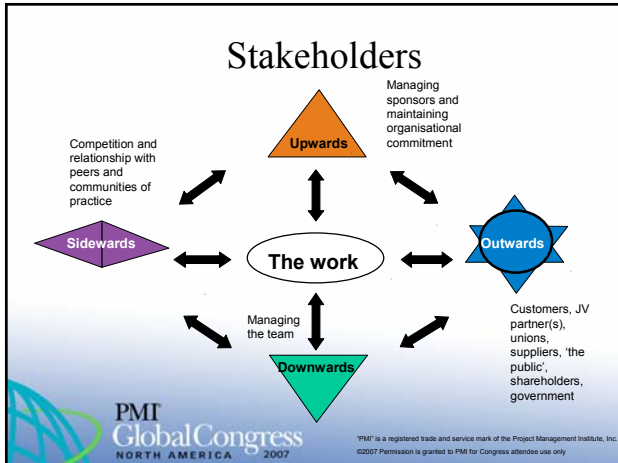 Stakeholders
Managing
sponsors and
maintaining
organisational
commitment
Upwards
Competition and
relationship with
peers and
communities of
practice
Sidewards
The work
Outwards
Managing
the team
Downwards
Customers, JV
partner(s),
unions,
suppliers, ‘the
public’,
shareholders,
government
PMI
GlobalCongress
NORTH AMERICA 2007
"PMI" is a registered trade and service mark of the Project Management Institute, Inc.
©2007 Permission is granted to PMI for Congress attendee use only